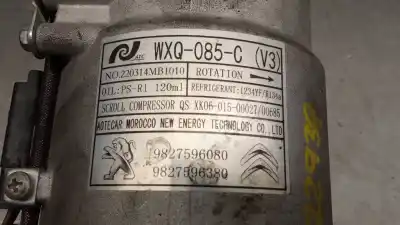 WXQ-085-C (V3)
NO.220314MB1010 ROTATION
OIL:PS-R1 120ml REFRIGERANT:1234YF/R134a
SCROLL COMPRESSOR QS XK06-015-00027/00685
AOTECAR MOROCCO NEW ENERGY TECHNOLOGY CO.,LTD
9827596080
9827596380